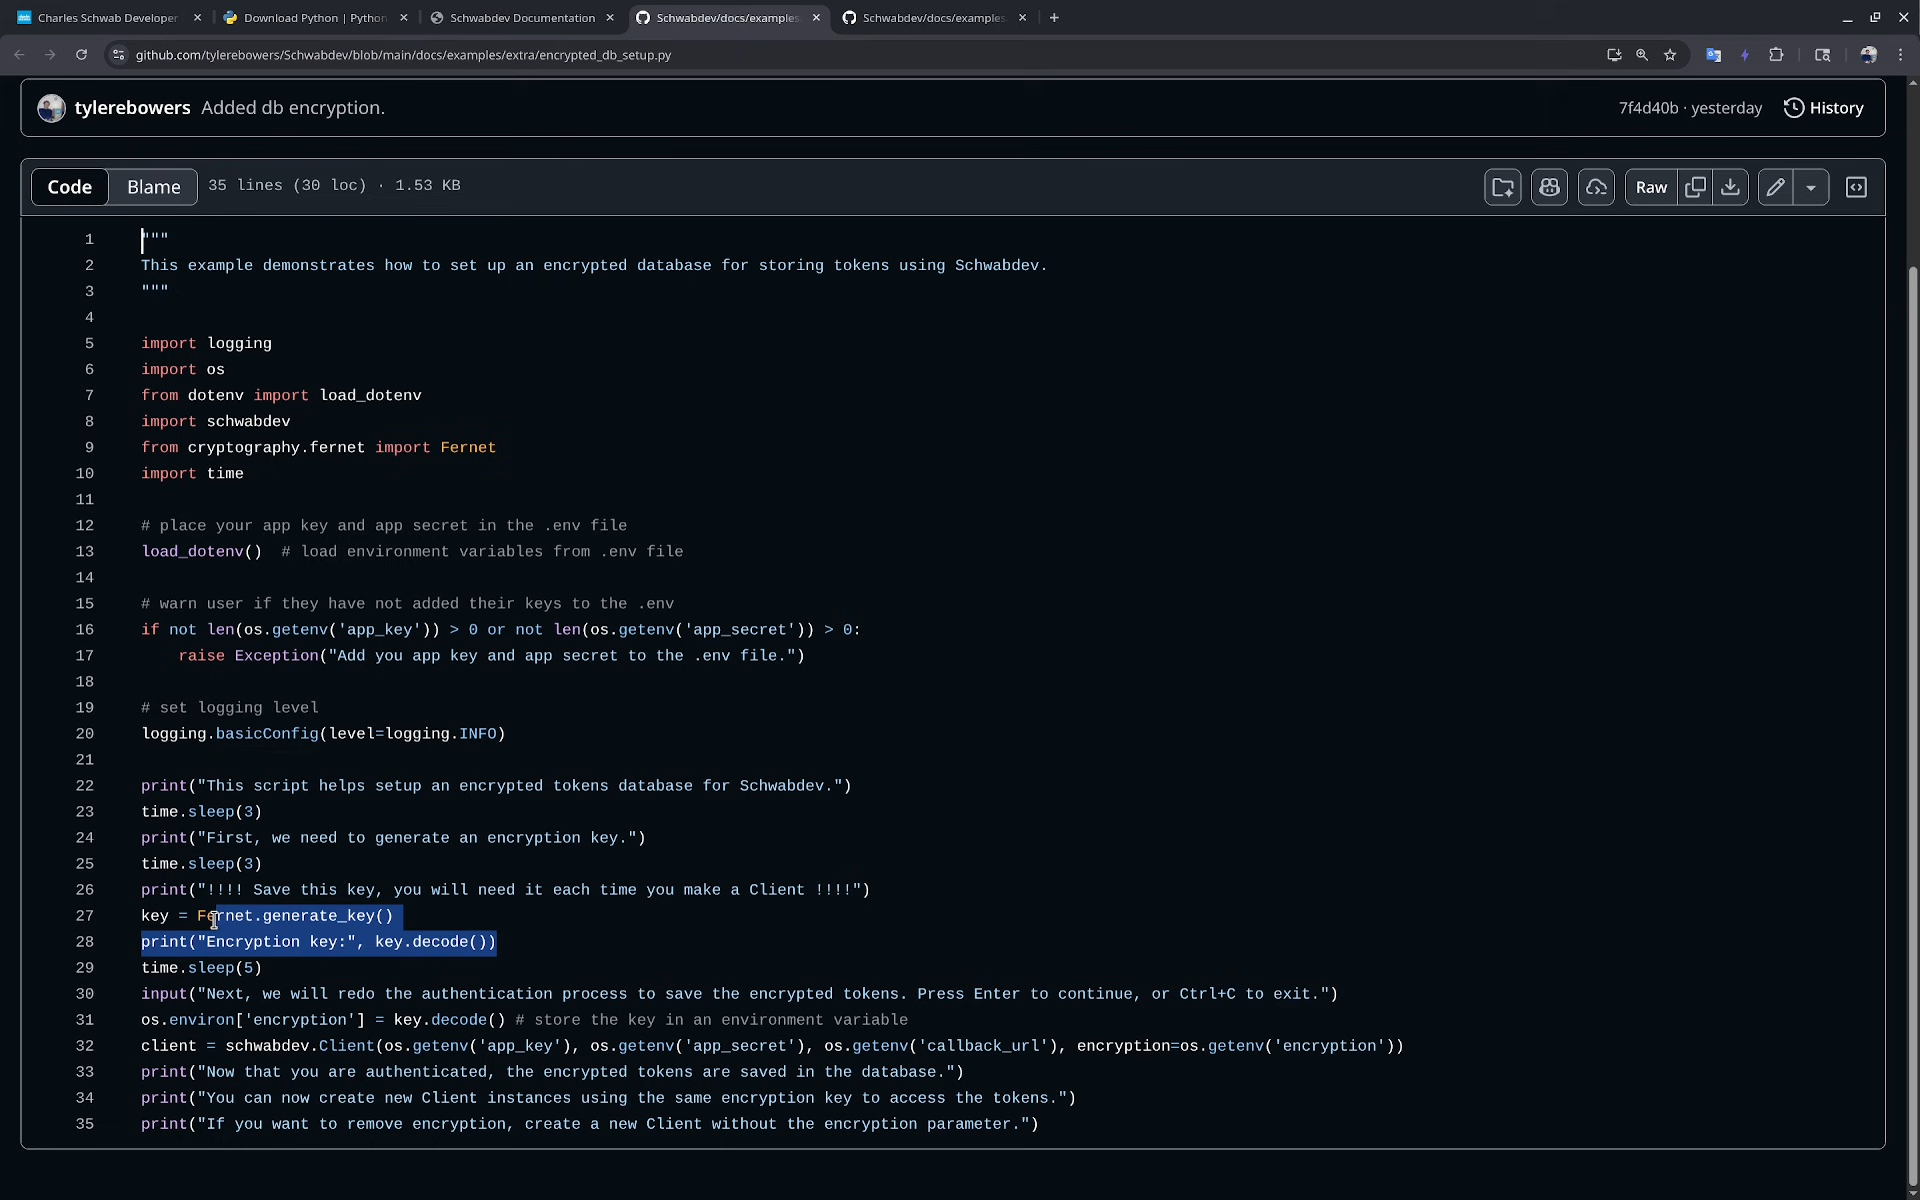 Charles Schwab Developer
Download Python | Python
Schwabdev Documentation
Schwabdev/docs/examples
Schwabdev/docs/examples
github.com/tylerebowers/Schwabdev/blob/main/docs/examples/extra/encrypted_db_setup.py
tylerebowers Added db encryption.
7f4d40b · yesterday
History
Code
Blame
35 lines (30 loc) · 1.53 KB
Raw
1 """
2 This example demonstrates how to set up an encrypted database for storing tokens using Schwabdev.
3 """
4
5 import logging
6 import os
7 from dotenv import load_dotenv
8 import schwabdev
9 from cryptography.fernet import Fernet
10 import time
11
12 # place your app key and app secret in the .env file
13 load_dotenv()  # load environment variables from .env file
14
15 # warn user if they have not added their keys to the .env
16 if not len(os.getenv('app_key')) > 0 or not len(os.getenv('app_secret')) > 0:
17     raise Exception("Add you app key and app secret to the .env file.")
18
19 # set logging level
20 logging.basicConfig(level=logging.INFO)
21
22 print("This script helps setup an encrypted tokens database for Schwabdev.")
23 time.sleep(3)
24 print("First, we need to generate an encryption key.")
25 time.sleep(3)
26 print("!!!! Save this key, you will need it each time you make a Client !!!!")
27 key = Fernet.generate_key()
28 print("Encryption key:", key.decode())
29 time.sleep(5)
30 input("Next, we will redo the authentication process to save the encrypted tokens. Press Enter to continue, or Ctrl+C to exit.")
31 os.environ['encryption'] = key.decode() # store the key in an environment variable
32 client = schwabdev.Client(os.getenv('app_key'), os.getenv('app_secret'), os.getenv('callback_url'), encryption=os.getenv('encryption'))
33 print("Now that you are authenticated, the encrypted tokens are saved in the database.")
34 print("You can now create new Client instances using the same encryption key to access the tokens.")
35 print("If you want to remove encryption, create a new Client without the encryption parameter.")